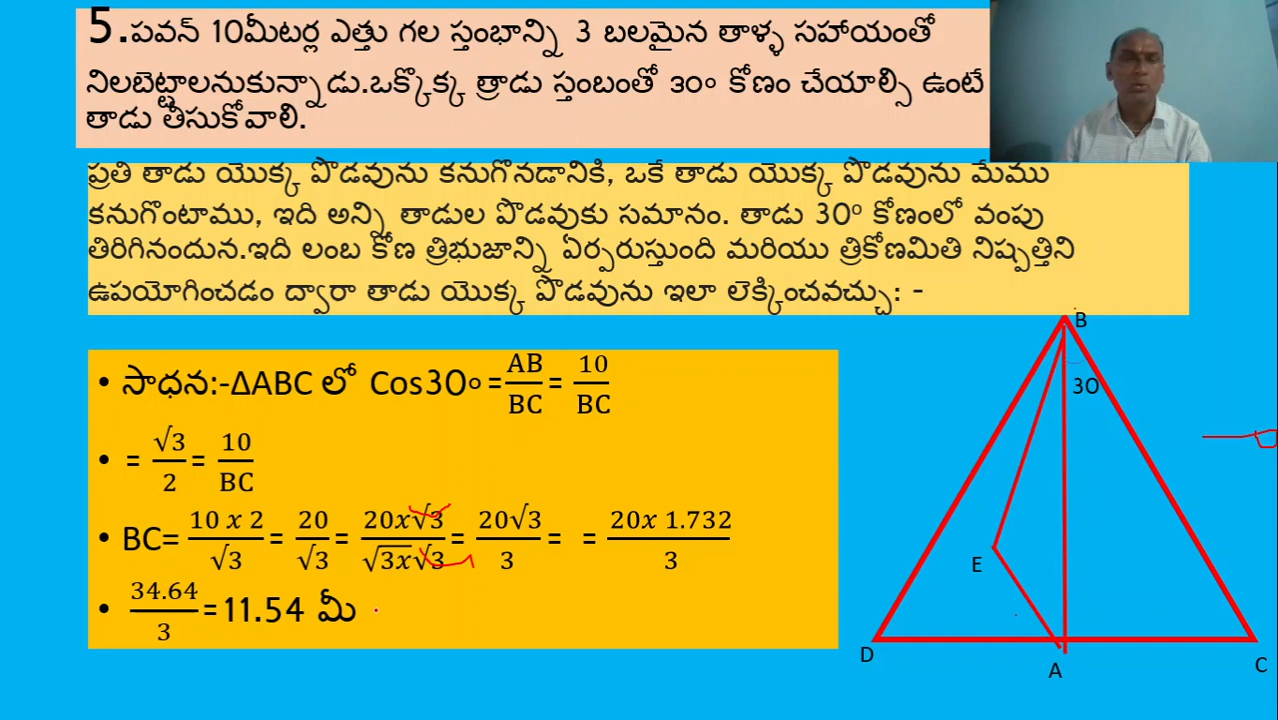 5.పవన్ 10మీటర్ల ఎత్తు గల స్తంభాన్ని 3 బలమైన తాళ్ళ సహాయంతో
నిలబెట్టాలనుకున్నాడు.ఒక్కొక్క త్రాడు స్తంబంతో ౩౦° కోణం చేయాల్సి ఉంటే
తాడు తీసుకోవాలి.
ప్రతి తాడు యొక్క పొడవును కనుగొనడానికి, ఒకే తాడు యొక్క పొడవును మేము
కనుగొంటాము, ఇది అన్ని తాడుల పొడవుకు సమానం. తాడు 30° కోణంలో వంపు
తిరిగినందున.ఇది లంబ కోణ త్రిభుజాన్ని ఏర్పరుస్తుంది మరియు త్రికోణమితి నిష్పత్తిని
ఉపయోగించడం ద్వారా తాడు యొక్క పొడవును ఇలా లెక్కించవచ్చు: -
B
30
• సాధన:-∆ABC లో Cos30° = AB/BC = 10/BC
• = √3/2 = 10/BC
• BC= 10 x 2/√3 = 20/√3 = 20x√3/√3x√3 = 20√3/3 = = 20x 1.732/3
• 34.64/3 = 11.54 మీ
E
D
A
C